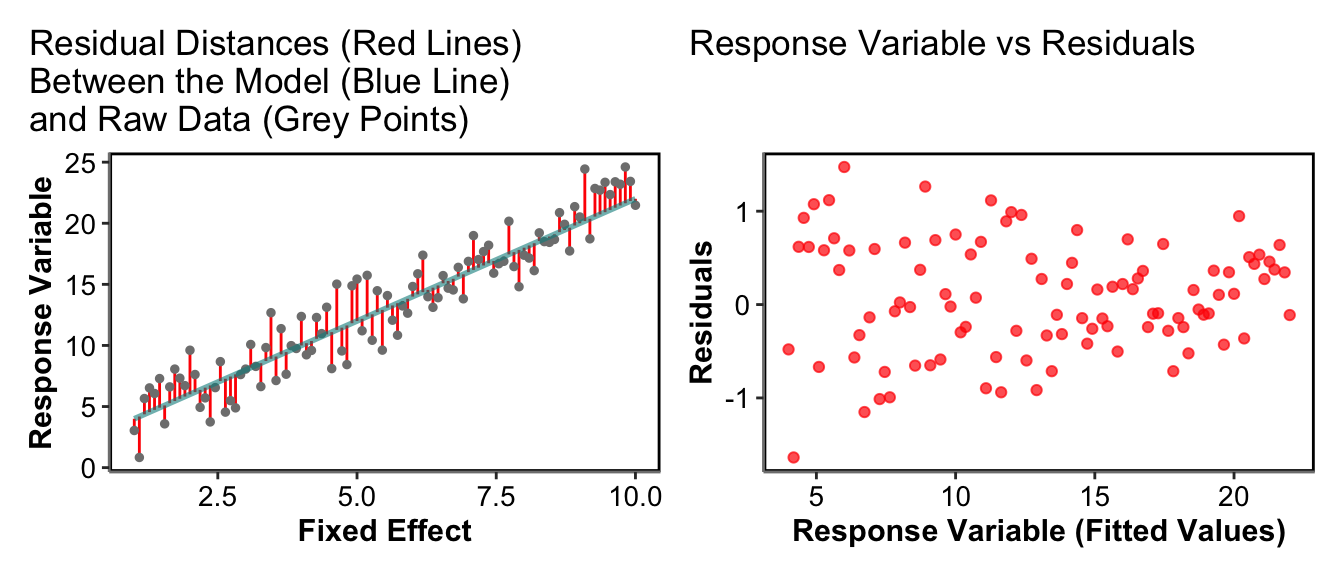 Residual Distances (Red Lines)
Between the Model (Blue Line)
and Raw Data (Grey Points)
Response Variable
25
20
15
10
5
0
2.5 5.0 7.5 10.0
Fixed Effect
Response Variable vs Residuals
Residuals
1
0
-1
5 10 15 20
Response Variable (Fitted Values)